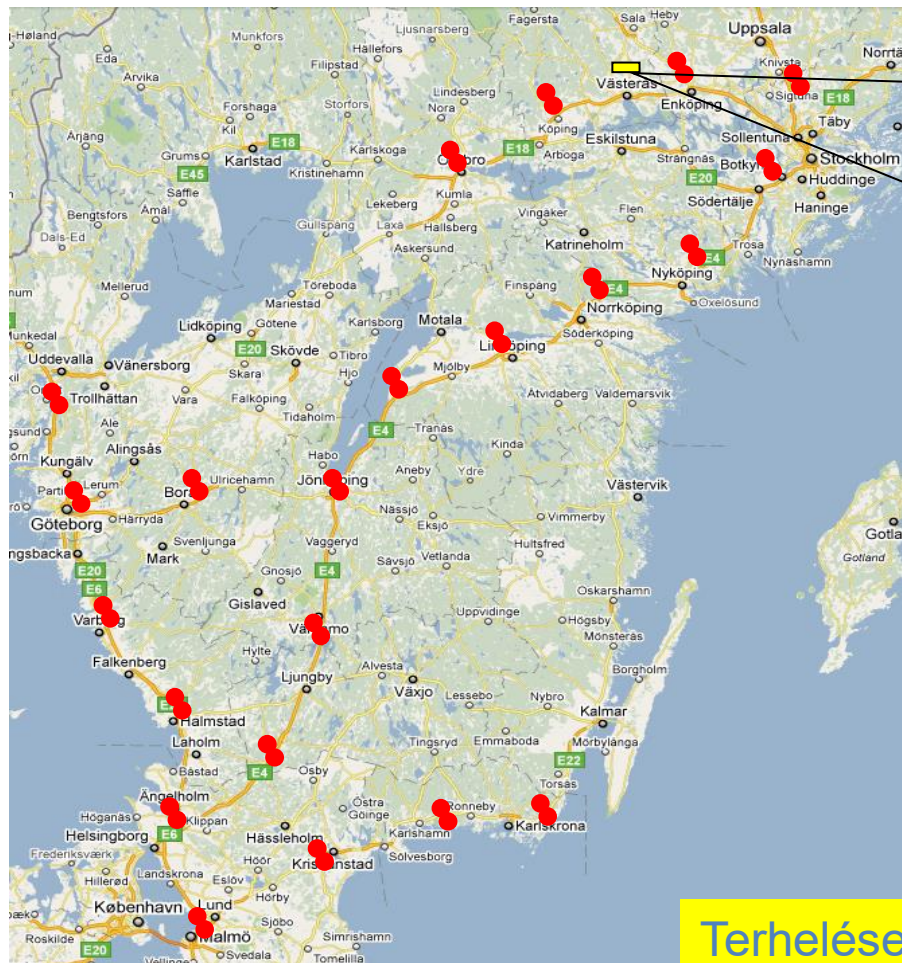 Fagersta
Sala
Heby
Uppsala
Höland
Eda
Munkfors
Hällefors
Ljusnarsberg
Filipstad
Arvika
Knivsta
Norrtä
Forshaga
Kil
Storfors
Lindesberg
Nora
Västerås
Enköping
Sigtuna
E18
Köping
Täby
Årjäng
Grums
E18
Karlstad
Karlskoga
E18
Arboga
Eskilstuna
Sollentuna
Stockholm
Kristinehamn
Strängnäs
Botky
E45
Säffle
E20
Huddinge
Lekeberg
Kumla
Södertälje
Haninge
Bengtsfors
Åmål
Laxå
Hallsberg
Vingåker
Flen
Gullspång
Dals-Ed
Askersund
Katrineholm
Trosa
E4
Nynäshamn
Mellerud
Töreboda
Finspång
Nyköping
E4
Oxelösund
Mariestad
Norrköping
Munkedal
Lidköping
Götene
Karlsborg
Motala
Söderköping
E20
Skövde
Tibro
Uddevalla
Vänersborg
Skara
Hjo
Mjölby
Trollhättan
Vara
Falköping
Åtvidaberg
Valdemarsvik
Tidaholm
E4
Tranås
Ale
Alingsås
Kinda
Kungälv
Habo
Lerum
Ulricehamn
Aneby
Ydre
Västervik
Göteborg
Härryda
Nässjö
Eksjö
Vimmerby
Svenljunga
Vaggeryd
Mark
Hultsfred
Gotla
Gotland
ngsbacka
E20
Gnosjö
E4
Sävsjö
Vetlanda
E6
Gislaved
Oskarshamn
Uppvidinge
Högsby
Mönsterås
Hylte
Falkenberg
Alvesta
Borgholm
Ljungby
Växjö
Lessebo
Nybro
Halmstad
Kalmar
Emmaboda
Mörbylånga
Laholm
Tingsryd
E22
Båstad
E4
Osby
Torsås
Ängelholm
Höganäs
Östra
Göinge
Ronneby
Klippan
Karlshamn
Karlskrona
Helsingborg
E6
Hässleholm
Sölvesborg
Frederiksværk
Höör
Hillerød
Landskrona
Eslöv
Hörby
København
Lund
Sjöbo
Roskilde
Malmö
Simrishamn
E20
Svedala
Tomelilla
Terhelése